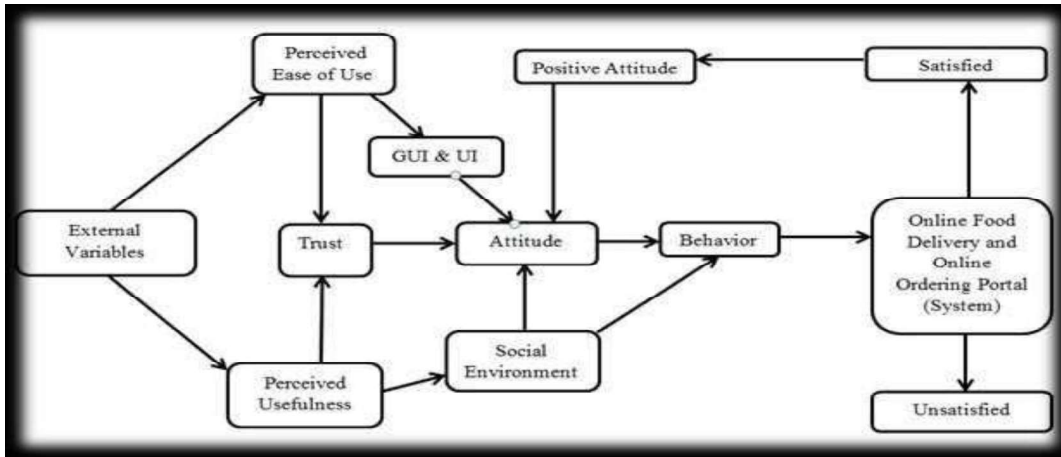 Perceived
Ease of Use
Positive Attitude
Satisfied
GUI & UI
External
Variables
Trust
Attitude
Behavior
Online Food
Delivery and
Online
Ordering Portal
(System)
Social
Environment
Perceived
Usefulness
Unsatisfied